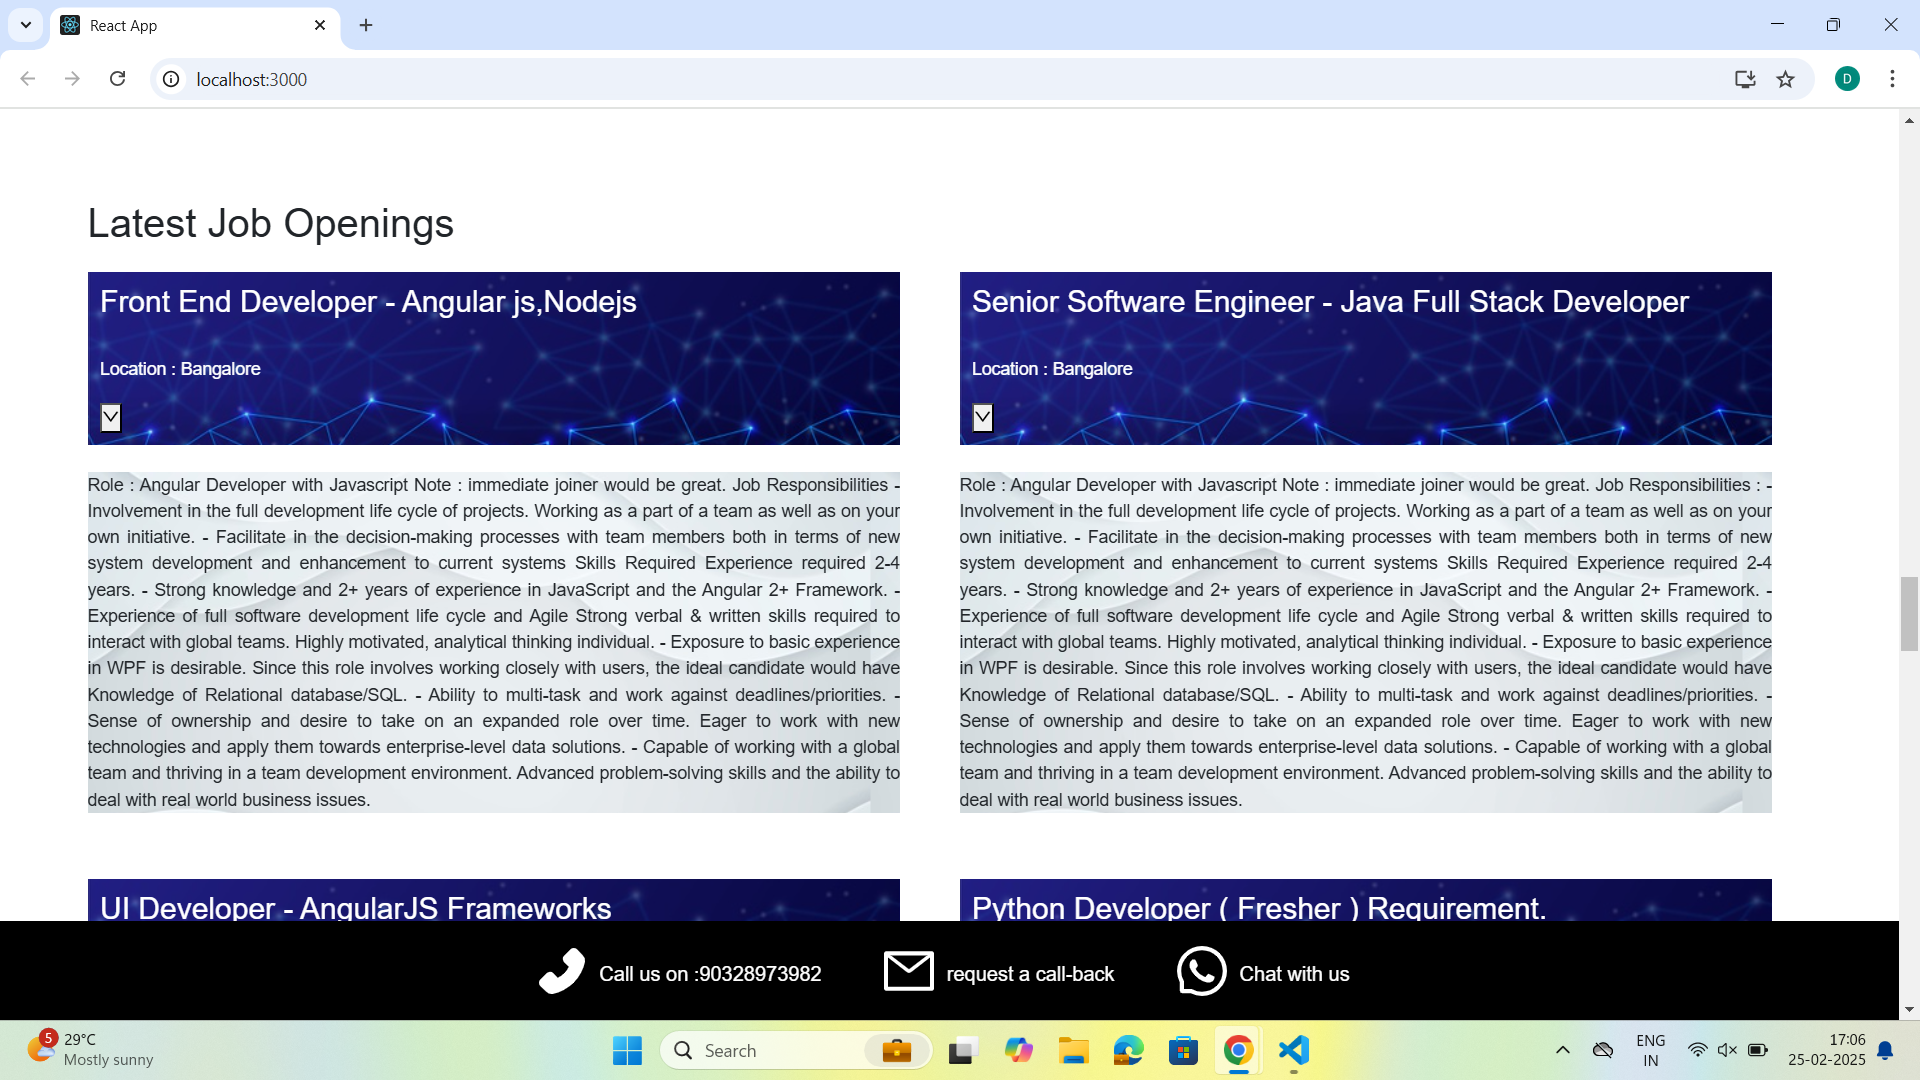 React App
localhost:3000
D
Latest Job Openings
Front End Developer - Angular js,Nodejs
Location : Bangalore
Senior Software Engineer - Java Full Stack Developer
Location : Bangalore
Role : Angular Developer with Javascript Note : immediate joiner would be great. Job Responsibilities -
Involvement in the full development life cycle of projects. Working as a part of a team as well as on your
own initiative. - Facilitate in the decision-making processes with team members both in terms of new
system development and enhancement to current systems Skills Required Experience required 2-4
years. - Strong knowledge and 2+ years of experience in JavaScript and the Angular 2+ Framework. -
Experience of full software development life cycle and Agile Strong verbal & written skills required to
interact with global teams. Highly motivated, analytical thinking individual. - Exposure to basic experience
in WPF is desirable. Since this role involves working closely with users, the ideal candidate would have
Knowledge of Relational database/SQL. - Ability to multi-task and work against deadlines/priorities. -
Sense of ownership and desire to take on an expanded role over time. Eager to work with new
technologies and apply them towards enterprise-level data solutions. - Capable of working with a global
team and thriving in a team development environment. Advanced problem-solving skills and the ability to
deal with real world business issues.
Role : Angular Developer with Javascript Note : immediate joiner would be great. Job Responsibilities : -
Involvement in the full development life cycle of projects. Working as a part of a team as well as on your
own initiative. - Facilitate in the decision-making processes with team members both in terms of new
system development and enhancement to current systems Skills Required Experience required 2-4
years. - Strong knowledge and 2+ years of experience in JavaScript and the Angular 2+ Framework. -
Experience of full software development life cycle and Agile Strong verbal & written skills required to
interact with global teams. Highly motivated, analytical thinking individual. - Exposure to basic experience
in WPF is desirable. Since this role involves working closely with users, the ideal candidate would have
Knowledge of Relational database/SQL. - Ability to multi-task and work against deadlines/priorities. -
Sense of ownership and desire to take on an expanded role over time. Eager to work with new
technologies and apply them towards enterprise-level data solutions. - Capable of working with a global
team and thriving in a team development environment. Advanced problem-solving skills and the ability to
deal with real world business issues.
UI Developer - AngularJS Frameworks
Python Developer ( Fresher ) Requirement.
Call us on :90328973982
request a call-back
Chat with us
5
29°C
Mostly sunny
Search
ENG
IN
17:06
25-02-2025